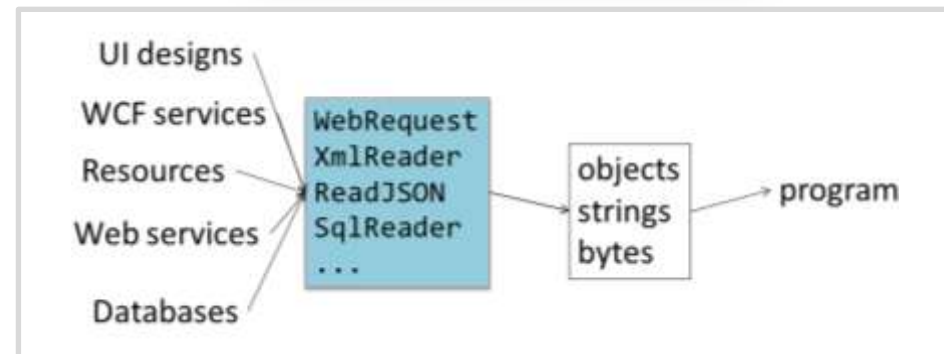 UI designs
WCF services
Resources
Web services
Databases
WebRequest
XmlReader
ReadJSON
SqlReader
...
objects
strings
bytes
program